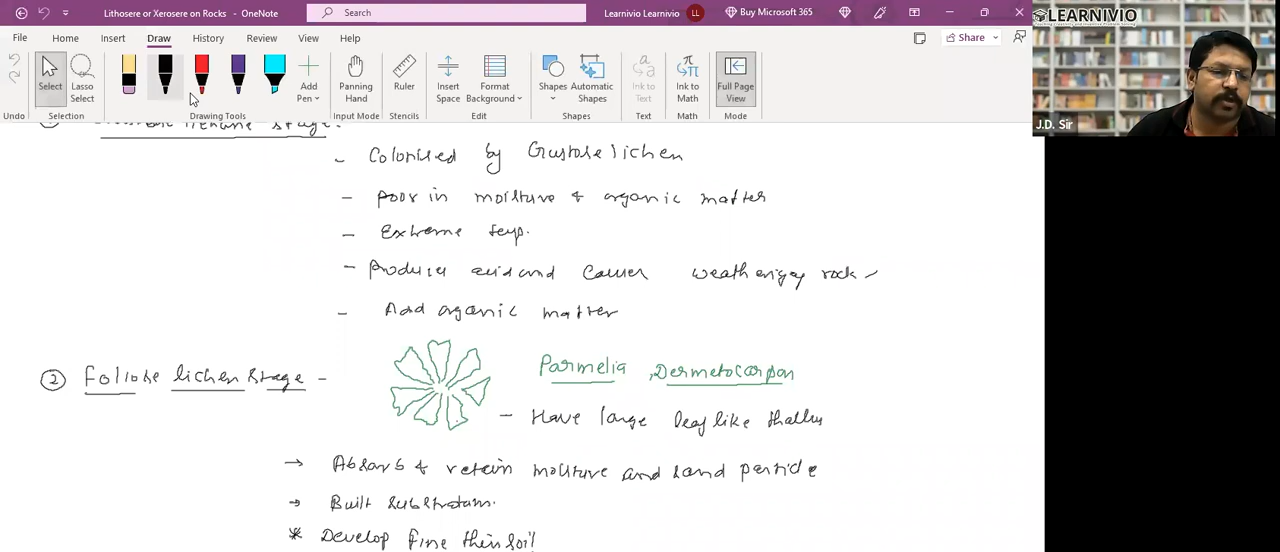 Lithosere or Xerosere on Rocks - OneNote
Search
Learnivio Learnivio LL
Buy Microsoft 365
File Home Insert Draw History Review View Help
Share
Select
Lasso Select
Add Pen
Panning Hand
Ruler
Insert Space
Format Background
Shapes
Automatic Shapes
Ink to Text
Ink to Math
Full Page View
Undo Selection Drawing Tools Input Mode Stencils Edit Shapes Text Math Mode
LEARNIVIO
J.D. Sir
stage.
- Colonised by Crustose lichen
- Poor in moisture & organic matter
- Extreme temp.
- Produces acid and causes weathering rock
- Add organic matter
② Foliose lichen stage -
Parmelia, Dermetocarpon
- Have large leaf like thallus
→ Absorb & retain moisture and sand particle
→ Built substratum.
* Develop fine thin soil